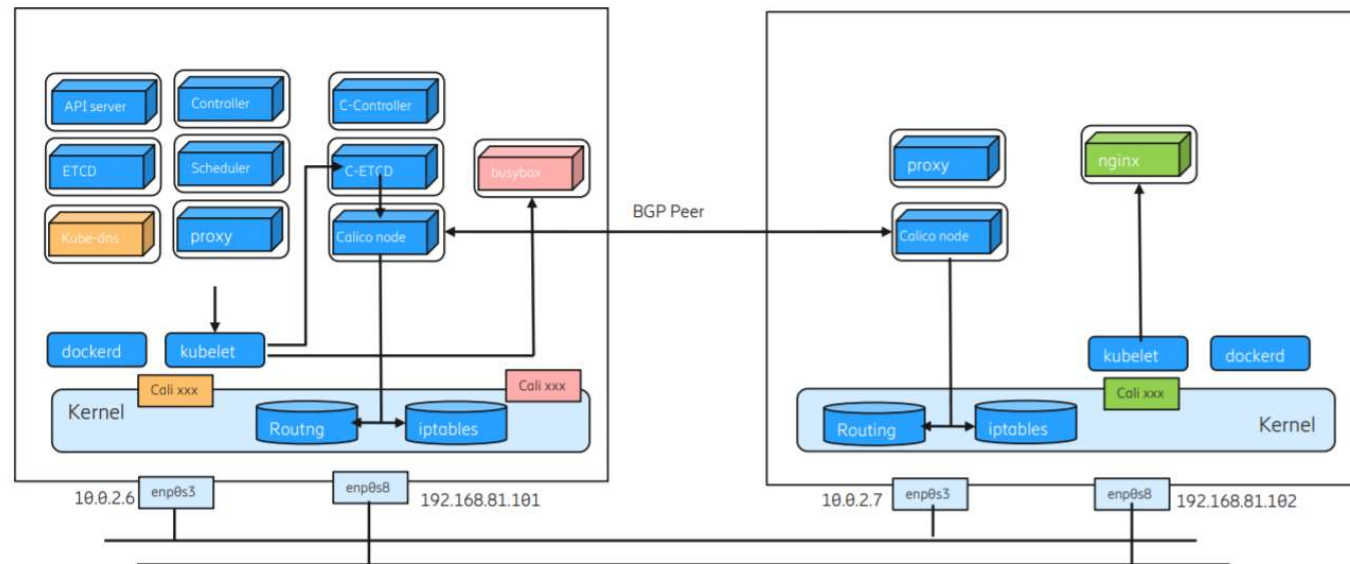 API server
Controller
C-Controller
ETCD
Scheduler
C-ETCD
busybox
Kube-dns
proxy
Calico node
BGP Peer
proxy
nginx
Calico node
dockerd
kubelet
kubelet
dockerd
Cali xxx
Cali xxx
Cali xxx
Kernel
Routng
iptables
Routing
iptables
Kernel
10.0.2.6
enp0s3
enp0s8
192.168.81.101
10.0.2.7
enp0s3
enp0s8
192.168.81.102